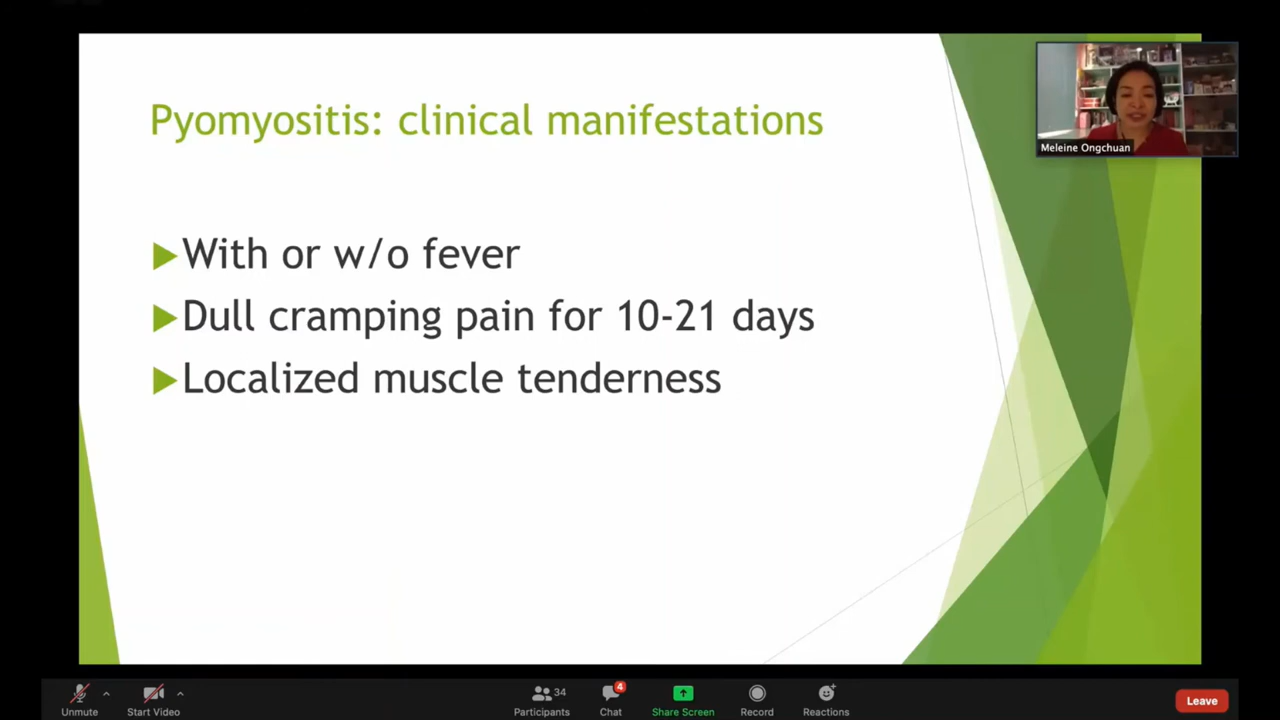 Pyomyositis: clinical manifestations
Meleine Ongchuan
With or w/o fever
Dull cramping pain for 10-21 days
Localized muscle tenderness
Unmute
Start Video
34
Participants
4
Chat
Share Screen
Record
Reactions
Leave